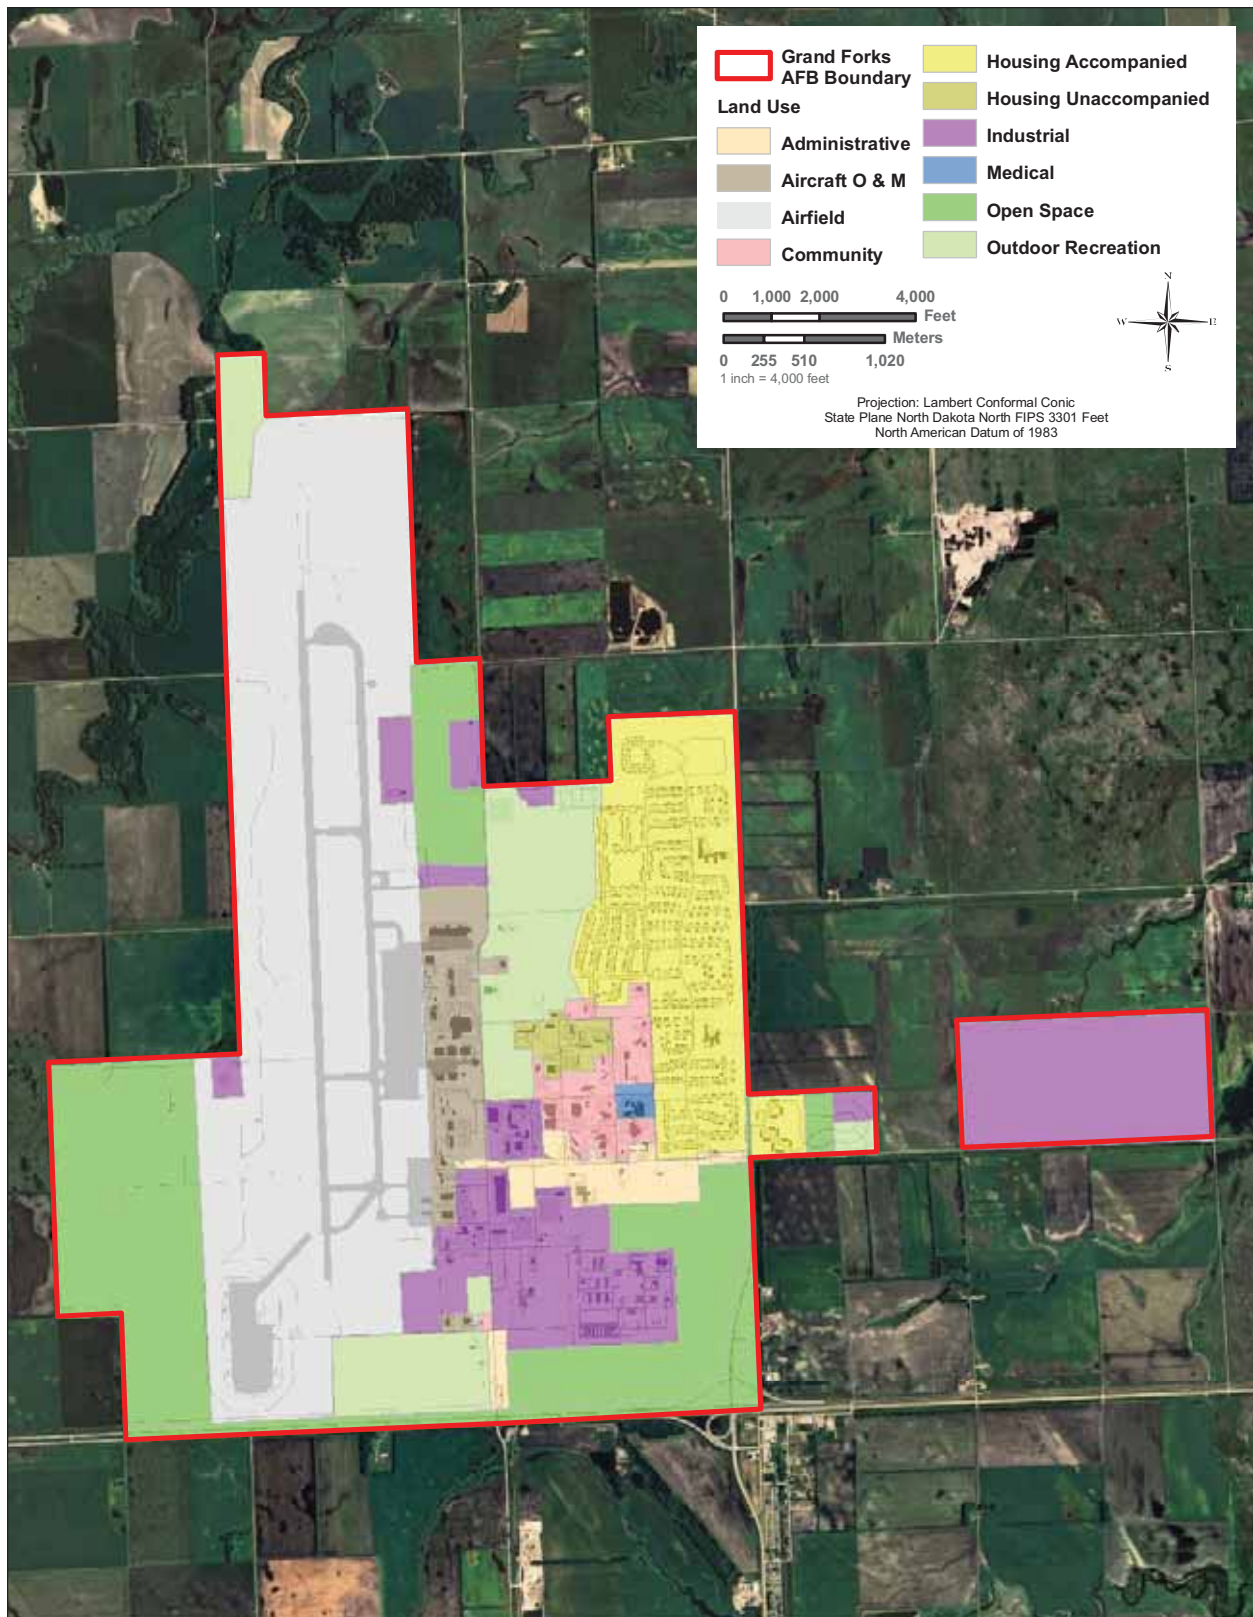 Grand Forks
AFB Boundary
Land Use
Administrative
Aircraft O & M
Airfield
Community
Housing Accompanied
Housing Unaccompanied
Industrial
Medical
Open Space
Outdoor Recreation
0 1,000 2,000 4,000
Feet
Meters
0 255 510 1,020
1 inch = 4,000 feet
N
W E
S
Projection: Lambert Conformal Conic
State Plane North Dakota North FIPS 3301 Feet
North American Datum of 1983